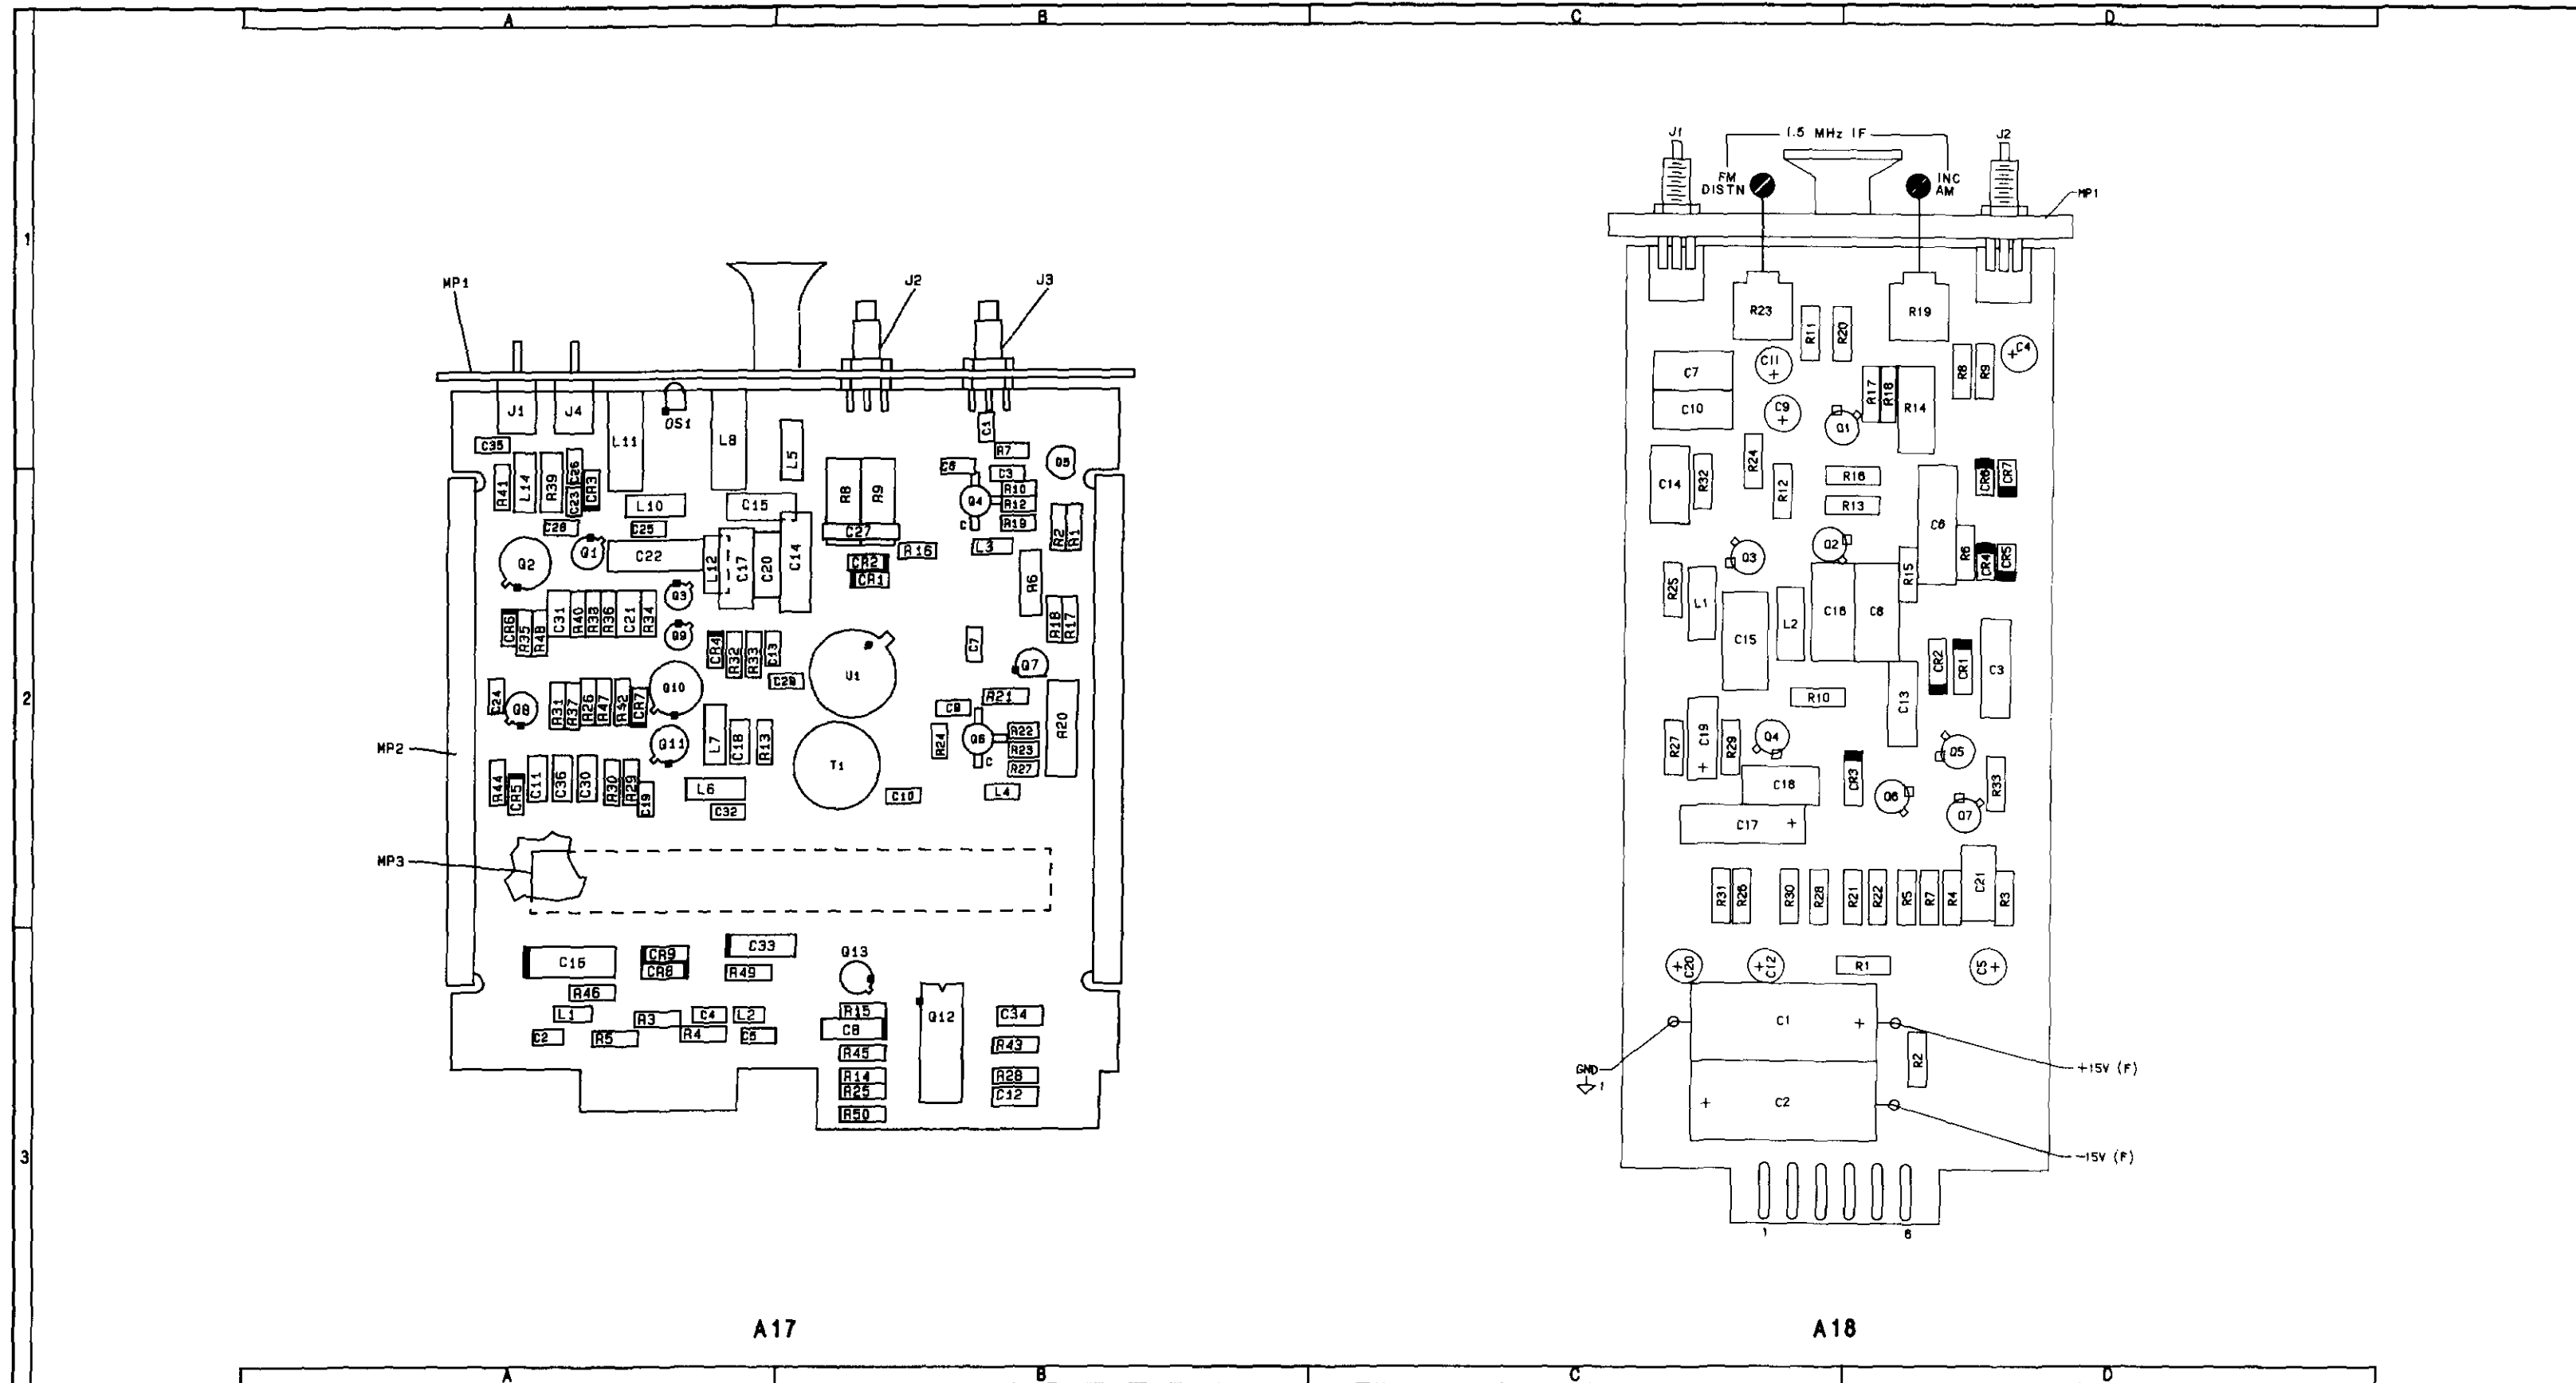 A B C D
1
2
3
MP1
J2
J3
J1
J4
L11
DS1
L8
L5
C1
R7
Q5
C35
R41
L14
R39
C26
C23
CR3
L10
C15
R8
R9
C6
C3
R10
Q4
R12
R19
C
R2
R1
C28
C25
C27
Q2
Q1
C22
L12
C17
C20
C14
CR2
CR1
R16
L3
R6
Q3
CR6
R35
R48
C31
R40
R38
R36
C21
R34
Q9
CR4
R32
R33
C13
C7
R18
R17
Q7
C29
U1
C24
Q8
R31
R37
R26
R47
R42
CR7
Q10
R21
C9
R20
MP2
Q11
L7
C18
R13
T1
R24
Q6
R22
R23
R27
C
R44
CR5
C11
C36
C30
R30
R29
C19
L6
C32
C10
L4
MP3
C16
CR9
CR8
C33
R49
Q13
R46
L1
R3
C4
L2
C2
R5
R4
C5
R15
C8
R45
R14
R25
R50
Q12
C34
R43
R28
C12
A17
J1
1.5 MHz IF
J2
FM
DISTN
INC
AM
MP1
R23
R11
R20
R19
C4
C7
C11
R8
R9
C10
C9
Q1
R17
R18
R14
C14
R32
R24
R12
R16
R13
CR6
CR7
C6
Q3
Q2
R15
R6
CR4
CR5
R25
L1
C15
L2
C16
C8
CR2
CR1
C3
R10
C13
R27
C19
R29
Q4
CR3
Q5
C18
Q6
R33
Q7
C17
R31
R26
R30
R28
R21
R22
R5
R7
R4
C21
R3
C20
C12
R1
C5
C1
GND
1
R2
+15V (F)
C2
-15V (F)
1
6
A18
A B C D